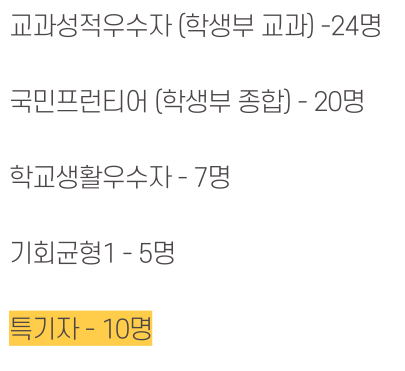 교과성적우수자 (학생부 교과) -24명
국민프런티어 (학생부 종합) - 20명
학교생활우수자 - 7명
기회균형1 - 5명
특기자 - 10명